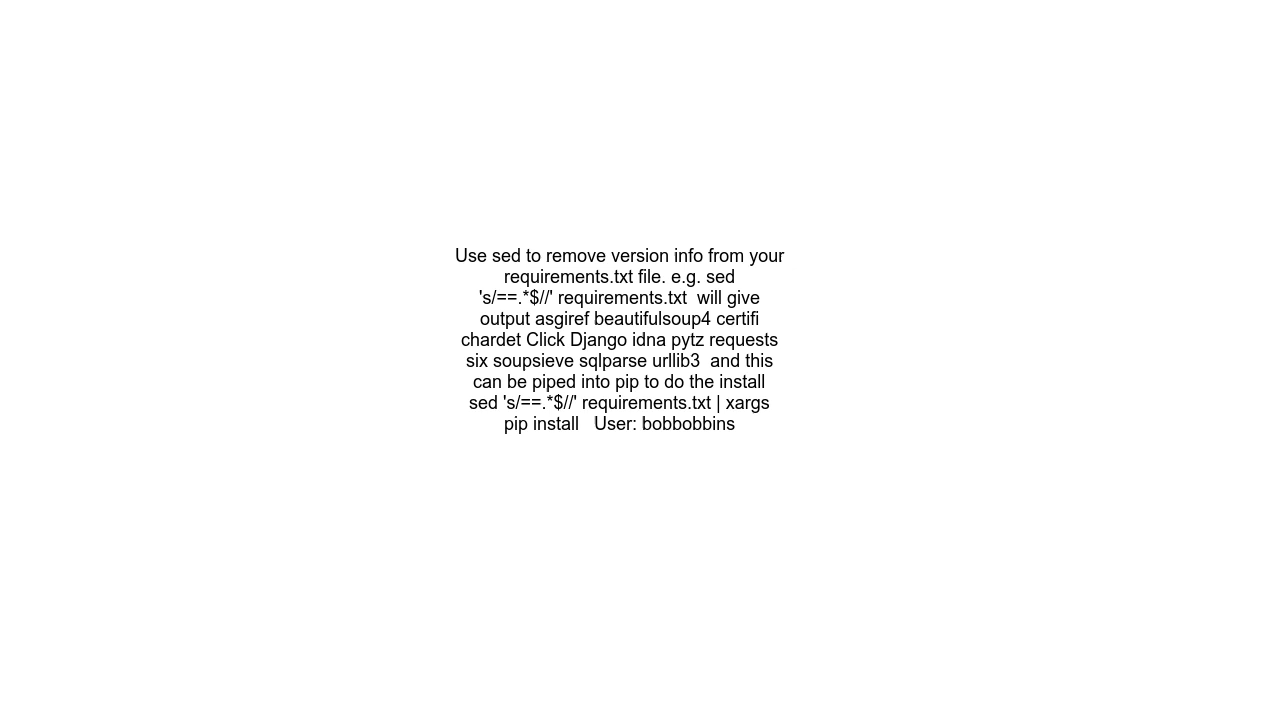 Use sed to remove version info from your
requirements.txt file. e.g. sed
's/==.*$//' requirements.txt  will give
output asgiref beautifulsoup4 certifi
chardet Click Django idna pytz requests
six soupsieve sqlparse urllib3  and this
can be piped into pip to do the install
sed 's/==.*$//' requirements.txt | xargs
pip install   User: bobbobbins